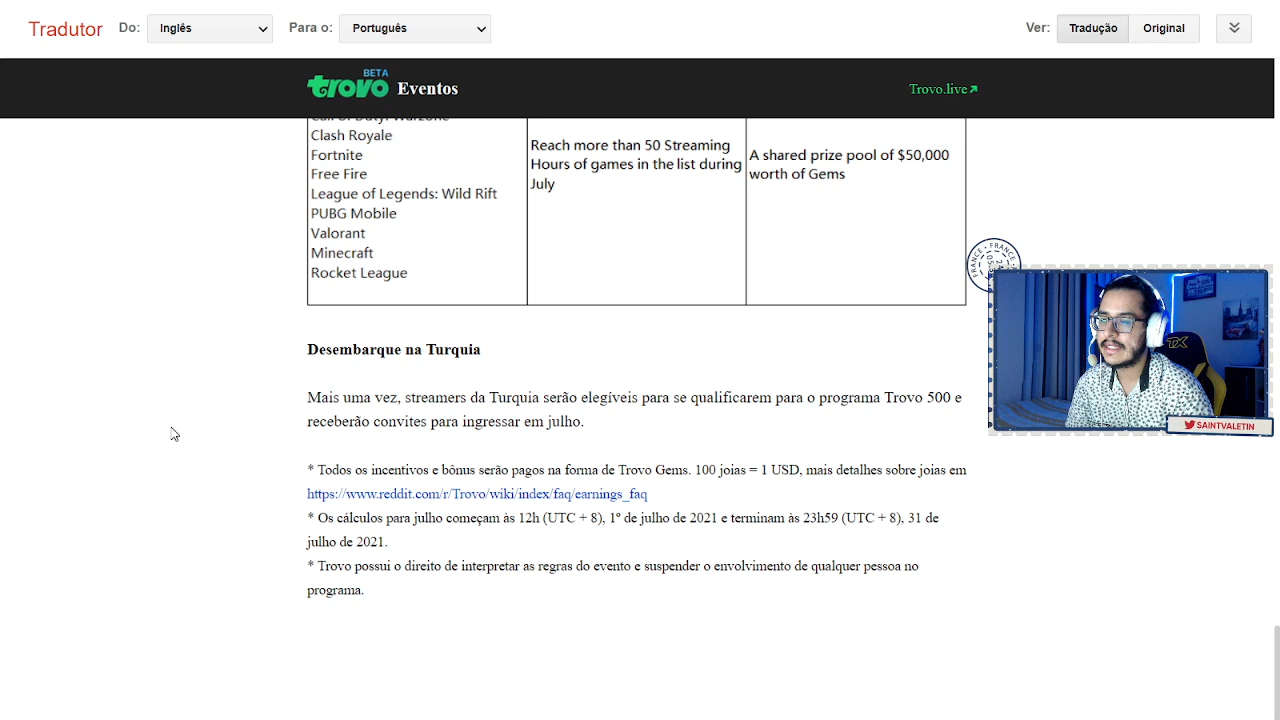 Tradutor Do: Inglês Para o: Português Ver: Tradução Original
BETA
trovo Eventos Trovo.live
Call of Duty: Warzone
Clash Royale
Fortnite
Free Fire
League of Legends: Wild Rift
PUBG Mobile
Valorant
Minecraft
Rocket League
Reach more than 50 Streaming
Hours of games in the list during
July
A shared prize pool of $50,000
worth of Gems
FRANCE · FRANCE
TX
SAINTVALETIN
Desembarque na Turquia
Mais uma vez, streamers da Turquia serão elegíveis para se qualificarem para o programa Trovo 500 e
receberão convites para ingressar em julho.
* Todos os incentivos e bônus serão pagos na forma de Trovo Gems. 100 joias = 1 USD, mais detalhes sobre joias em
https://www.reddit.com/r/Trovo/wiki/index/faq/earnings_faq
* Os cálculos para julho começam às 12h (UTC + 8), 1º de julho de 2021 e terminam às 23h59 (UTC + 8), 31 de
julho de 2021.
* Trovo possui o direito de interpretar as regras do evento e suspender o envolvimento de qualquer pessoa no
programa.